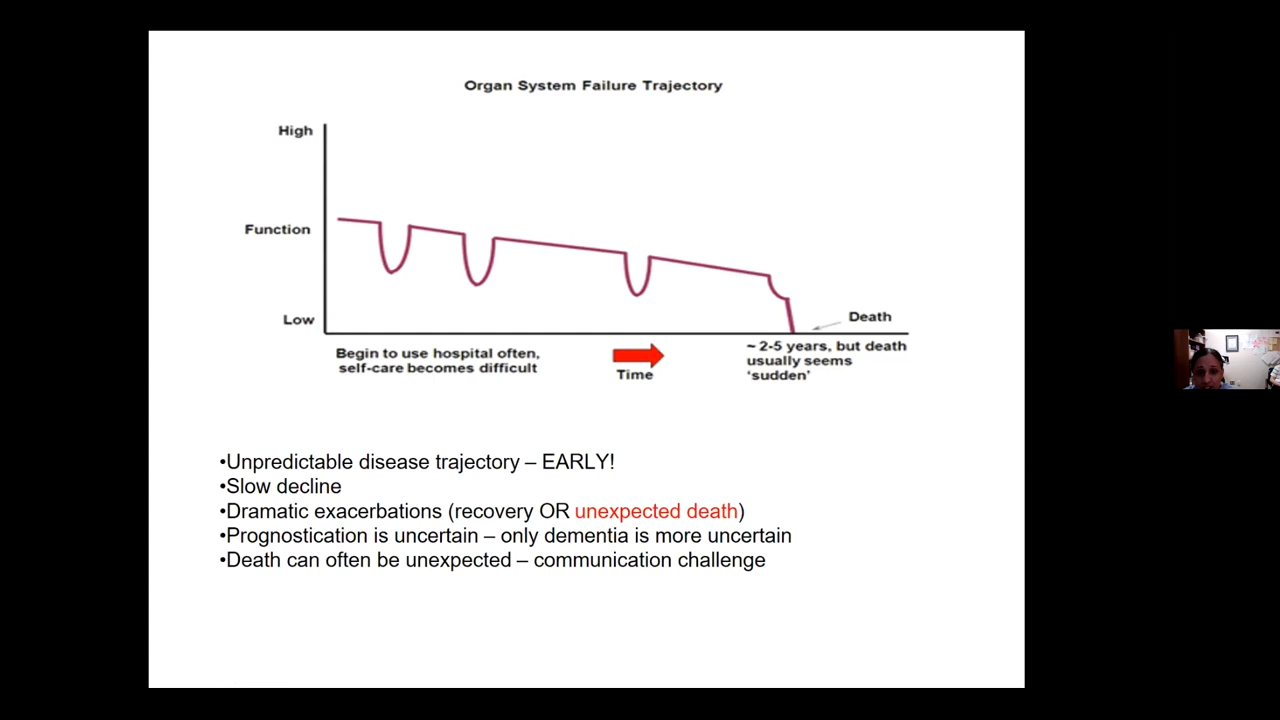 Organ System Failure Trajectory
High
Function
Low
Death
Begin to use hospital often,
self-care becomes difficult
Time
~ 2-5 years, but death
usually seems
‘sudden’
•Unpredictable disease trajectory – EARLY!
•Slow decline
•Dramatic exacerbations (recovery OR unexpected death)
•Prognostication is uncertain – only dementia is more uncertain
•Death can often be unexpected – communication challenge